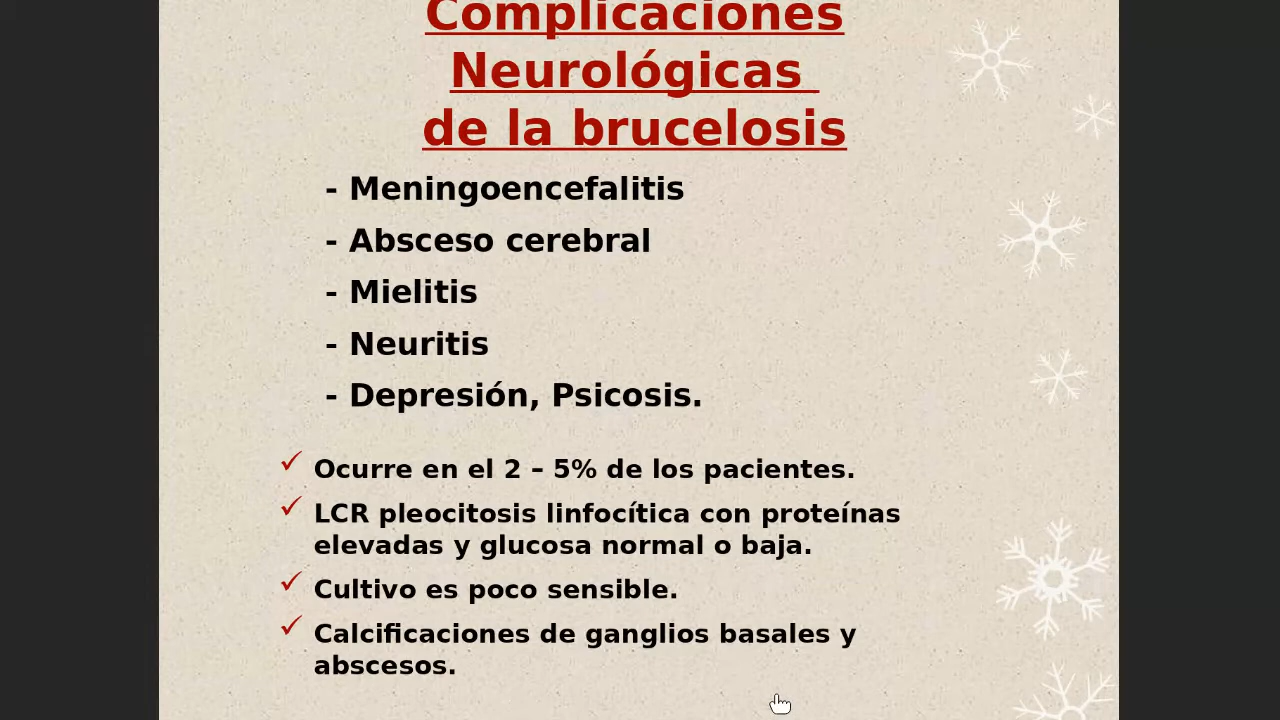 Complicaciones
Neurológicas
de la brucelosis
- Meningoencefalitis
- Absceso cerebral
- Mielitis
- Neuritis
- Depresión, Psicosis.
✓ Ocurre en el 2 – 5% de los pacientes.
✓ LCR pleocitosis linfocítica con proteínas
elevadas y glucosa normal o baja.
✓ Cultivo es poco sensible.
✓ Calcificaciones de ganglios basales y
abscesos.